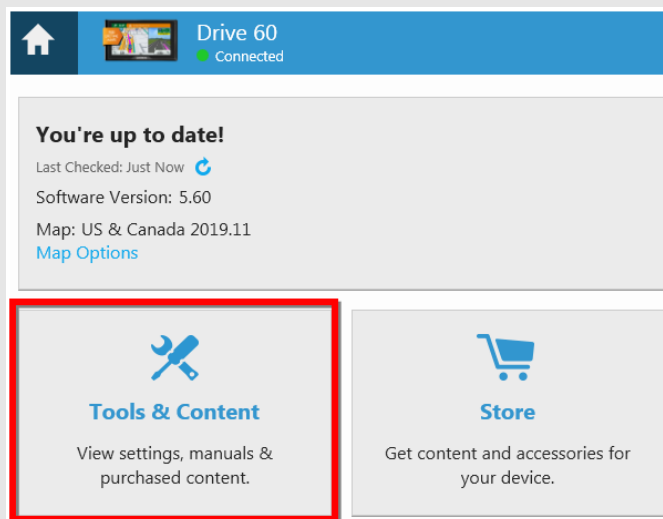 Drive 60
Connected
You're up to date!
Last Checked: Just Now
Software Version: 5.60
Map: US & Canada 2019.11
Map Options
Tools & Content
View settings, manuals &
purchased content.
Store
Get content and accessories for
your device.